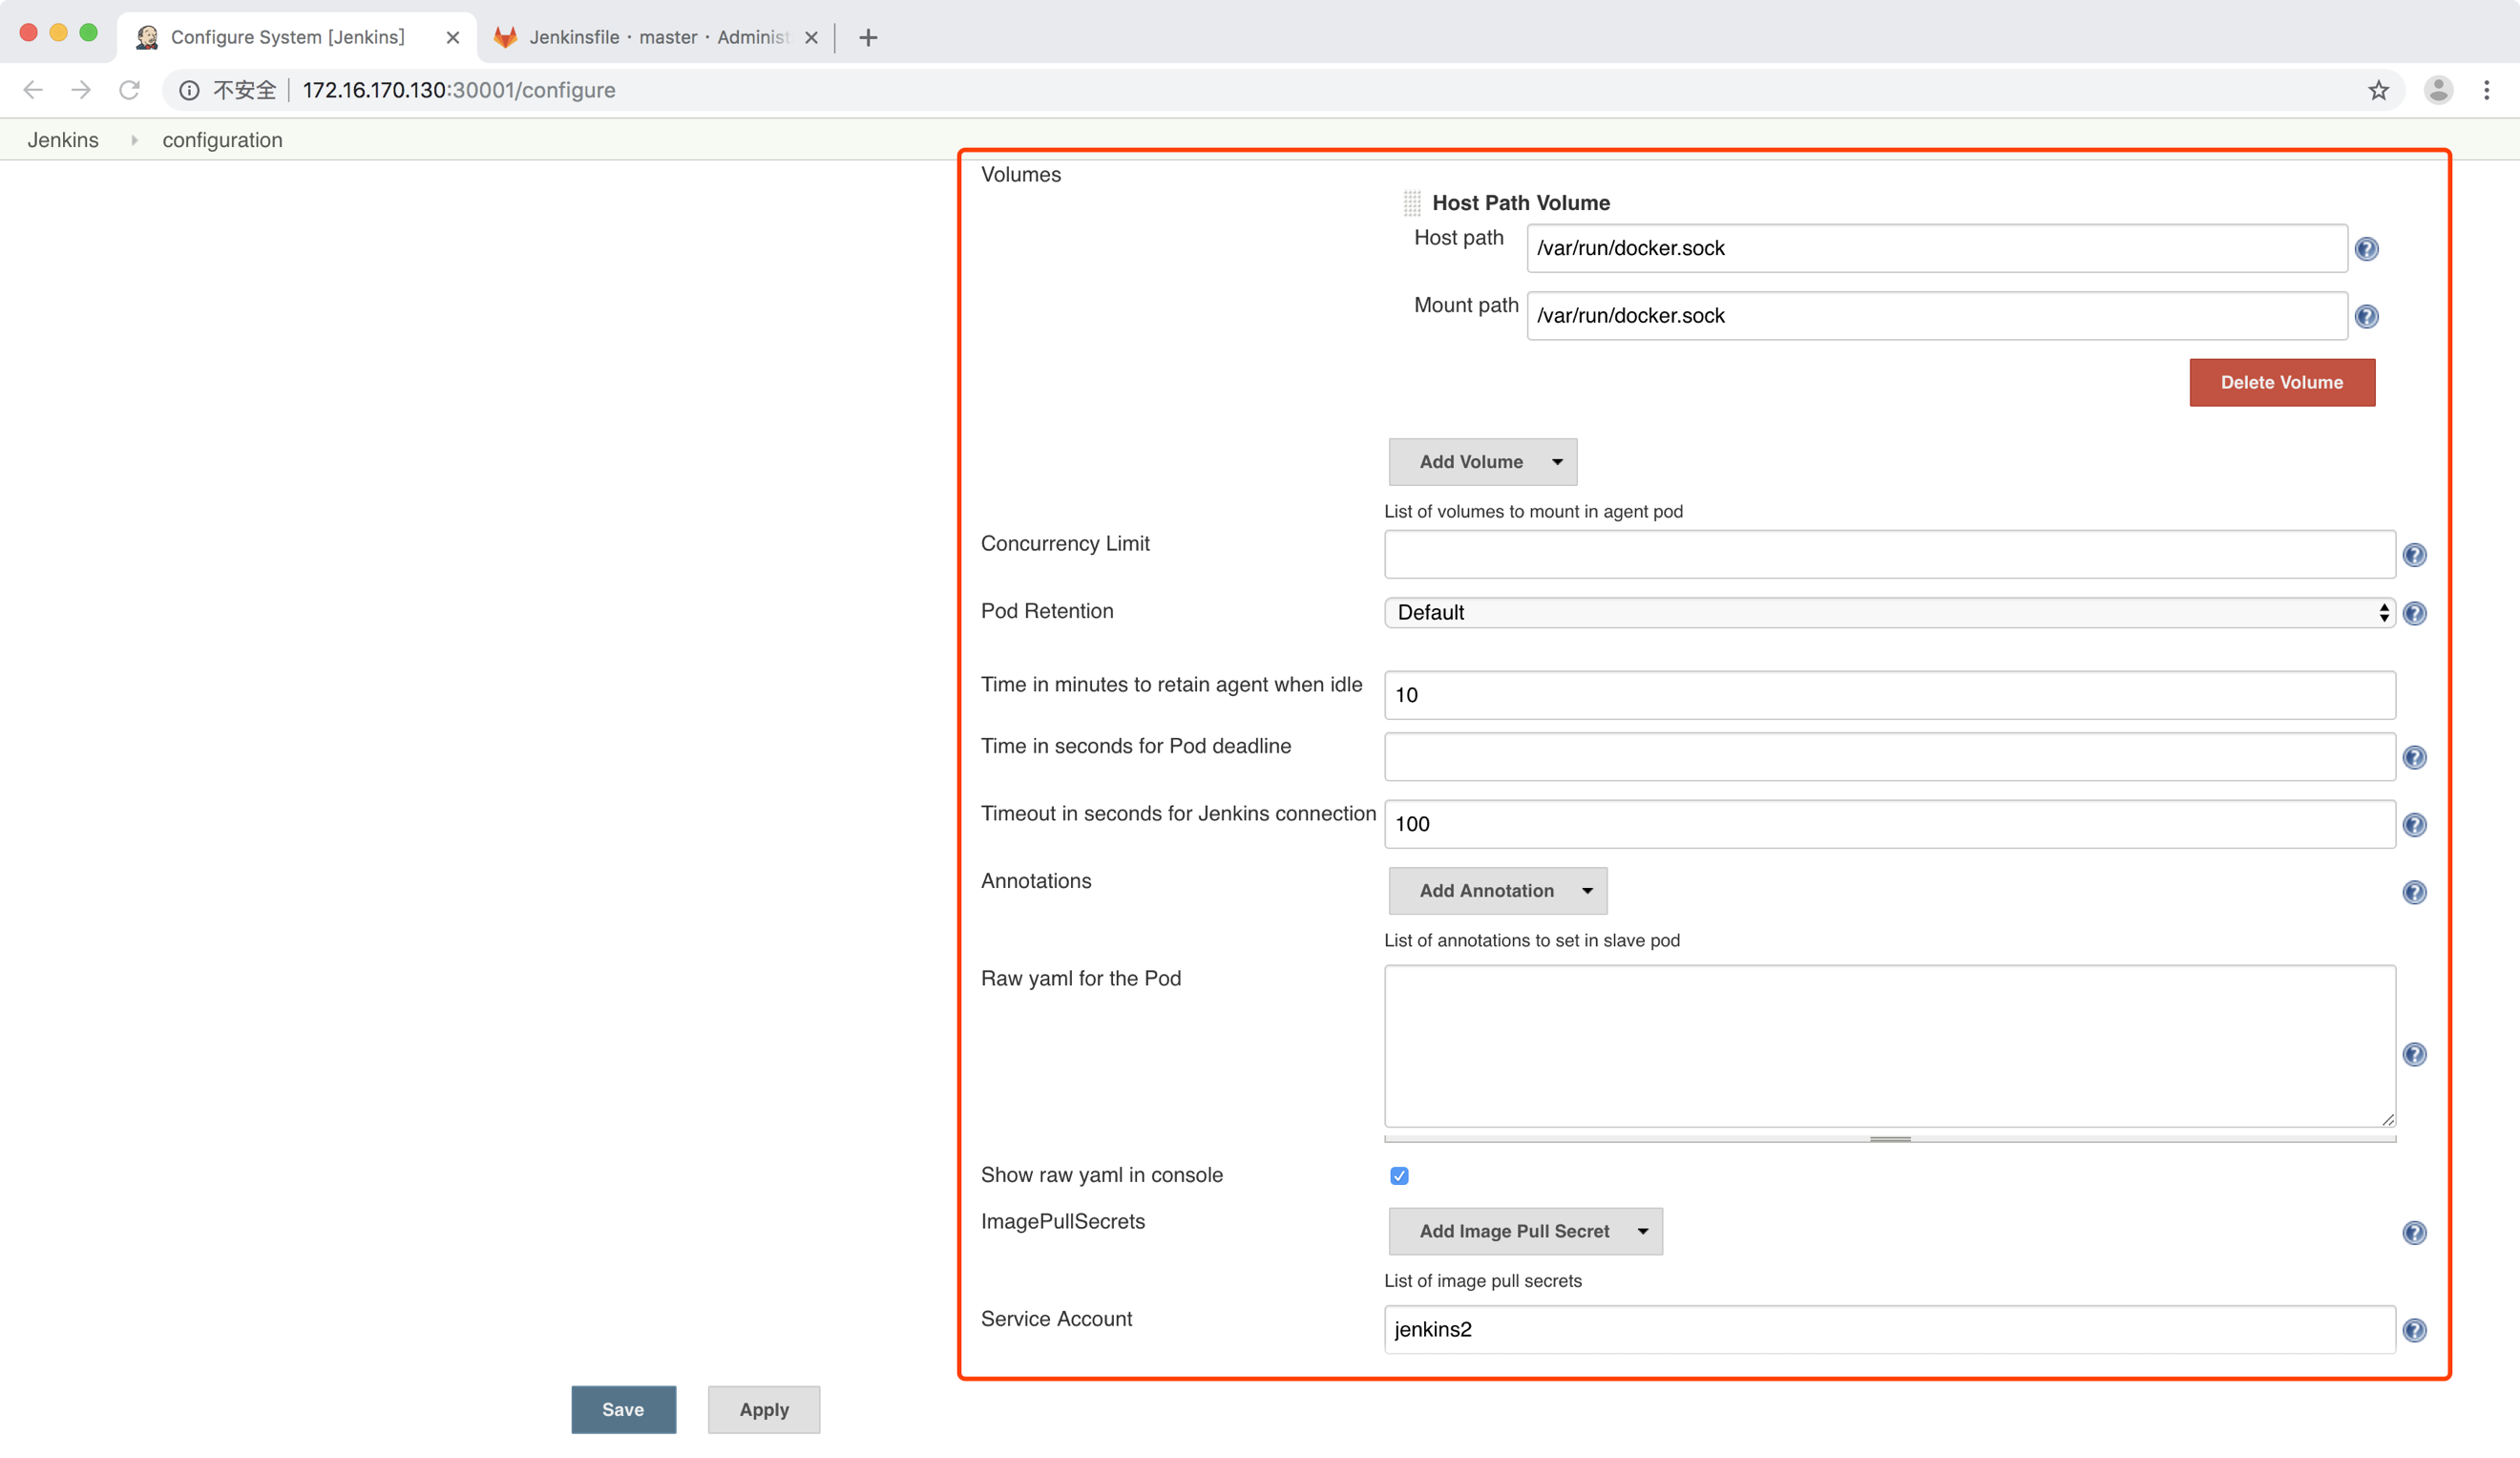 Configure System [Jenkins]
Jenkinsfile · master · Administ
不安全 172.16.170.130:30001/configure
Jenkins configuration
Volumes
Host Path Volume
Host path /var/run/docker.sock
Mount path /var/run/docker.sock
Delete Volume
Add Volume
List of volumes to mount in agent pod
Concurrency Limit
Pod Retention Default
Time in minutes to retain agent when idle 10
Time in seconds for Pod deadline
Timeout in seconds for Jenkins connection 100
Annotations Add Annotation
List of annotations to set in slave pod
Raw yaml for the Pod
Show raw yaml in console
ImagePullSecrets Add Image Pull Secret
List of image pull secrets
Service Account jenkins2
Save Apply